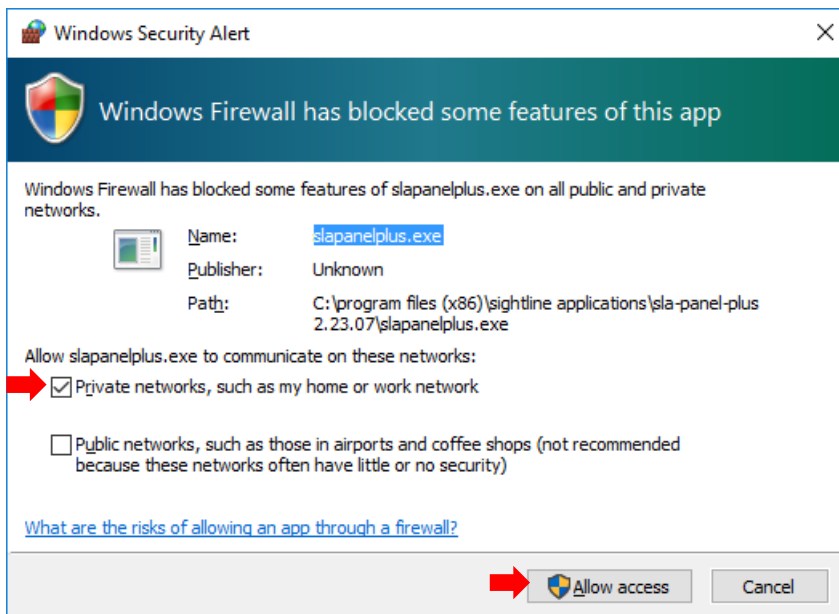 Windows Security Alert
Windows Firewall has blocked some features of this app
Windows Firewall has blocked some features of slapanelplus.exe on all public and private
networks.
Name: slapanelplus.exe
Publisher: Unknown
Path: C:\program files (x86)\sightline applications\sla-panel-plus
2.23.07\slapanelplus.exe
Allow slapanelplus.exe to communicate on these networks:
Private networks, such as my home or work network
Public networks, such as those in airports and coffee shops (not recommended
because these networks often have little or no security)
What are the risks of allowing an app through a firewall?
Allow access
Cancel